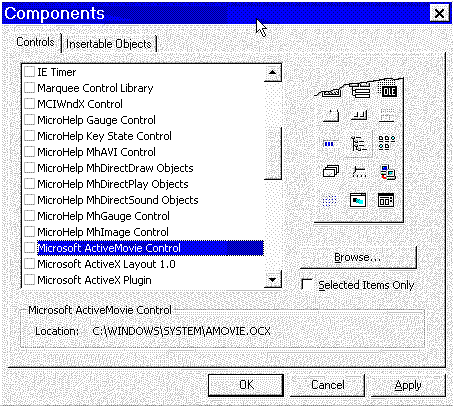 Components
Controls
Insertable Objects
IE Timer
Marquee Control Library
MCIWndX Control
MicroHelp Gauge Control
MicroHelp Key State Control
MicroHelp MhAVI Control
MicroHelp MhDirectDraw Objects
MicroHelp MhDirectPlay Objects
MicroHelp MhDirectSound Objects
MicroHelp MhGauge Control
MicroHelp MhImage Control
Microsoft ActiveMovie Control
Microsoft ActiveX Layout 1.0
Microsoft ActiveX Plugin
OLE
Browse...
Selected Items Only
Microsoft ActiveMovie Control
Location: C:\WINDOWS\SYSTEM\AMOVIE.OCX
OK
Cancel
Apply